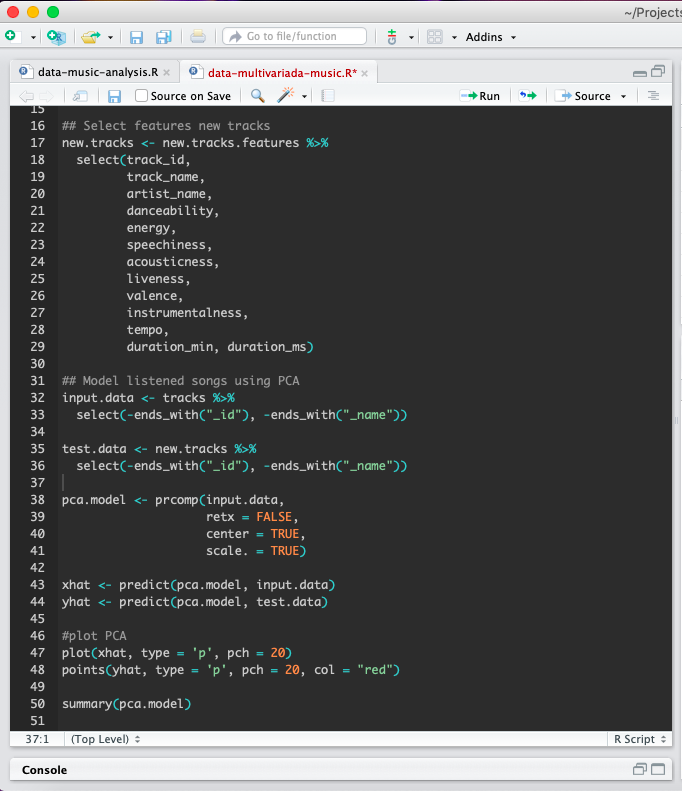 ~/Projects
Go to file/function
Addins
data-music-analysis.R ×
data-multivariada-music.R* ×
Source on Save
Run
Source
15
16 ## Select features new tracks
17 new.tracks <- new.tracks.features %>%
18   select(track_id,
19          track_name,
20          artist_name,
21          danceability,
22          energy,
23          speechiness,
24          acousticness,
25          liveness,
26          valence,
27          instrumentalness,
28          tempo,
29          duration_min, duration_ms)
30
31 ## Model listened songs using PCA
32 input.data <- tracks %>%
33   select(-ends_with("_id"), -ends_with("_name"))
34
35 test.data <- new.tracks %>%
36   select(-ends_with("_id"), -ends_with("_name"))
37
38 pca.model <- prcomp(input.data,
39                     retx = FALSE,
40                     center = TRUE,
41                     scale. = TRUE)
42
43 xhat <- predict(pca.model, input.data)
44 yhat <- predict(pca.model, test.data)
45
46 #plot PCA
47 plot(xhat, type = 'p', pch = 20)
48 points(yhat, type = 'p', pch = 20, col = "red")
49
50 summary(pca.model)
51
37:1 (Top Level)
R Script
Console